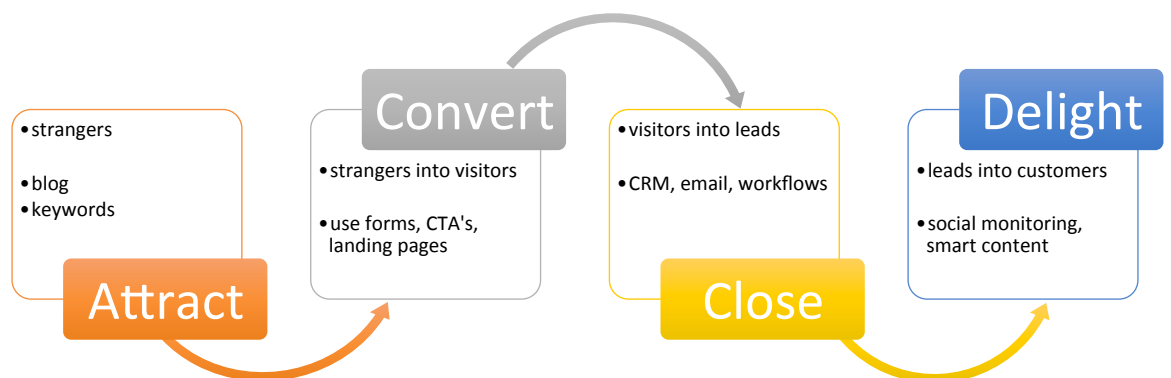 • strangers
• blog
• keywords
Attract
Convert
• strangers into visitors
• use forms, CTA's,
landing pages
• visitors into leads
• CRM, email, workflows
Close
Delight
• leads into customers
• social monitoring,
smart content